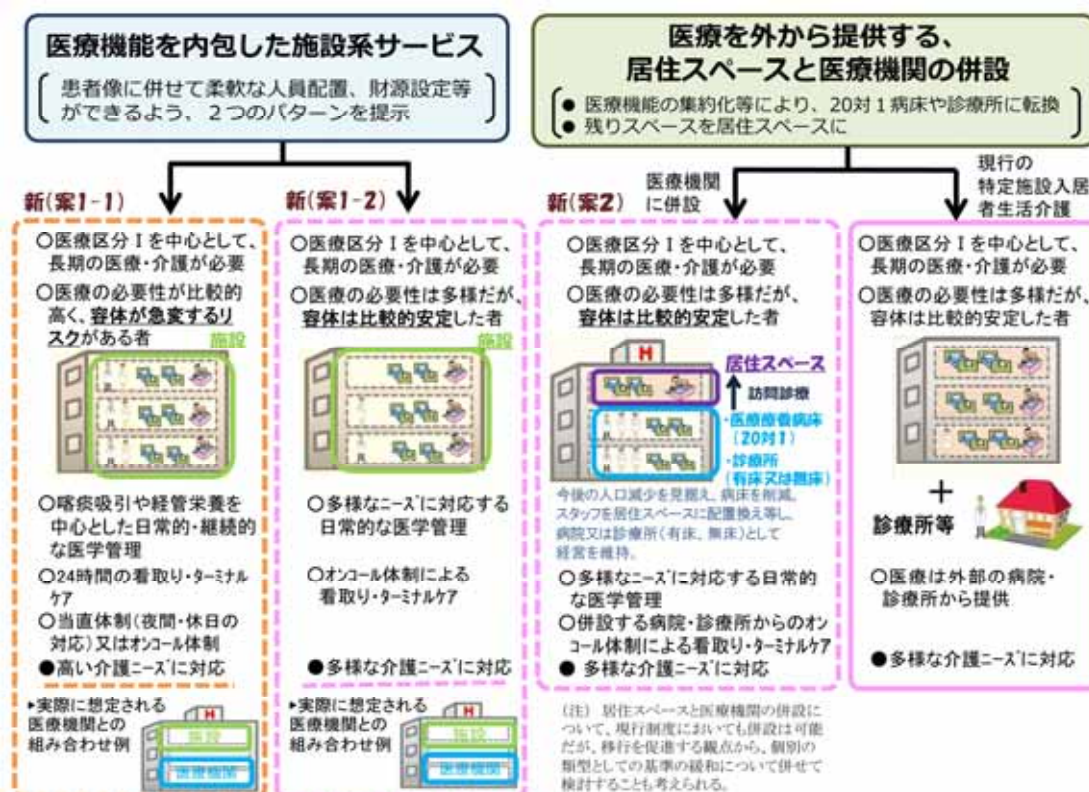 医療機能を内包した施設系サービス
患者像に併せて柔軟な人員配置、財源設定等
ができるよう、２つのパターンを提示
医療を外から提供する、
居住スペースと医療機関の併設
● 医療機能の集約化等により、20対１病床や診療所に転換
● 残りスペースを居住スペースに
新(案1-1)
○医療区分Ⅰを中心として、
長期の医療・介護が必要
○医療の必要性が比較的
高く、容体が急変するリ
スクがある者
施設
○喀痰吸引や経管栄養を
中心とした日常的・継続的
な医学管理
○24時間の看取り・ターミナル
ケア
○当直体制(夜間・休日の
対応)又はオンコール体制
●高い介護ニーズに対応
▶実際に想定される
医療機関との
組み合わせ例
H
施設
医療機関
新(案1-2)
○医療区分Ⅰを中心として、
長期の医療・介護が必要
○医療の必要性は多様だが、
容体は比較的安定した者
施設
○多様なニーズに対応する
日常的な医学管理
○オンコール体制による
看取り・ターミナルケア
●多様な介護ニーズに対応
▶実際に想定される
医療機関との
組み合わせ例
H
施設
医療機関
新(案2)
医療機関
に併設
○医療区分Ⅰを中心として、
長期の医療・介護が必要
○医療の必要性は多様だが、
容体は比較的安定した者
H
居住スペース
訪問診療
・医療療養病床
(20対1)
・診療所
(有床又は無床)
今後の人口減少を見据え、病床を削減。
スタッフを居住スペースに配置換え等し、
病院又は診療所(有床、無床)として
経営を維持。
○多様なニーズに対応する日常的
な医学管理
○併設する病院・診療所からのオン
コール体制による看取り・ターミナルケア
● 多様な介護ニーズに対応
(注) 居住スペースと医療機関の併設に
ついて、現行制度においても併設は可能
だが、移行を促進する観点から、個別の
類型としての基準の緩和について併せて
検討することも考えられる。
現行の
特定施設入居
者生活介護
○医療区分Ⅰを中心として、
長期の医療・介護が必要
○医療の必要性は多様だが、
容体は比較的安定した者
＋
診療所等
○医療は外部の病院・
診療所から提供
●多様な介護ニーズに対応